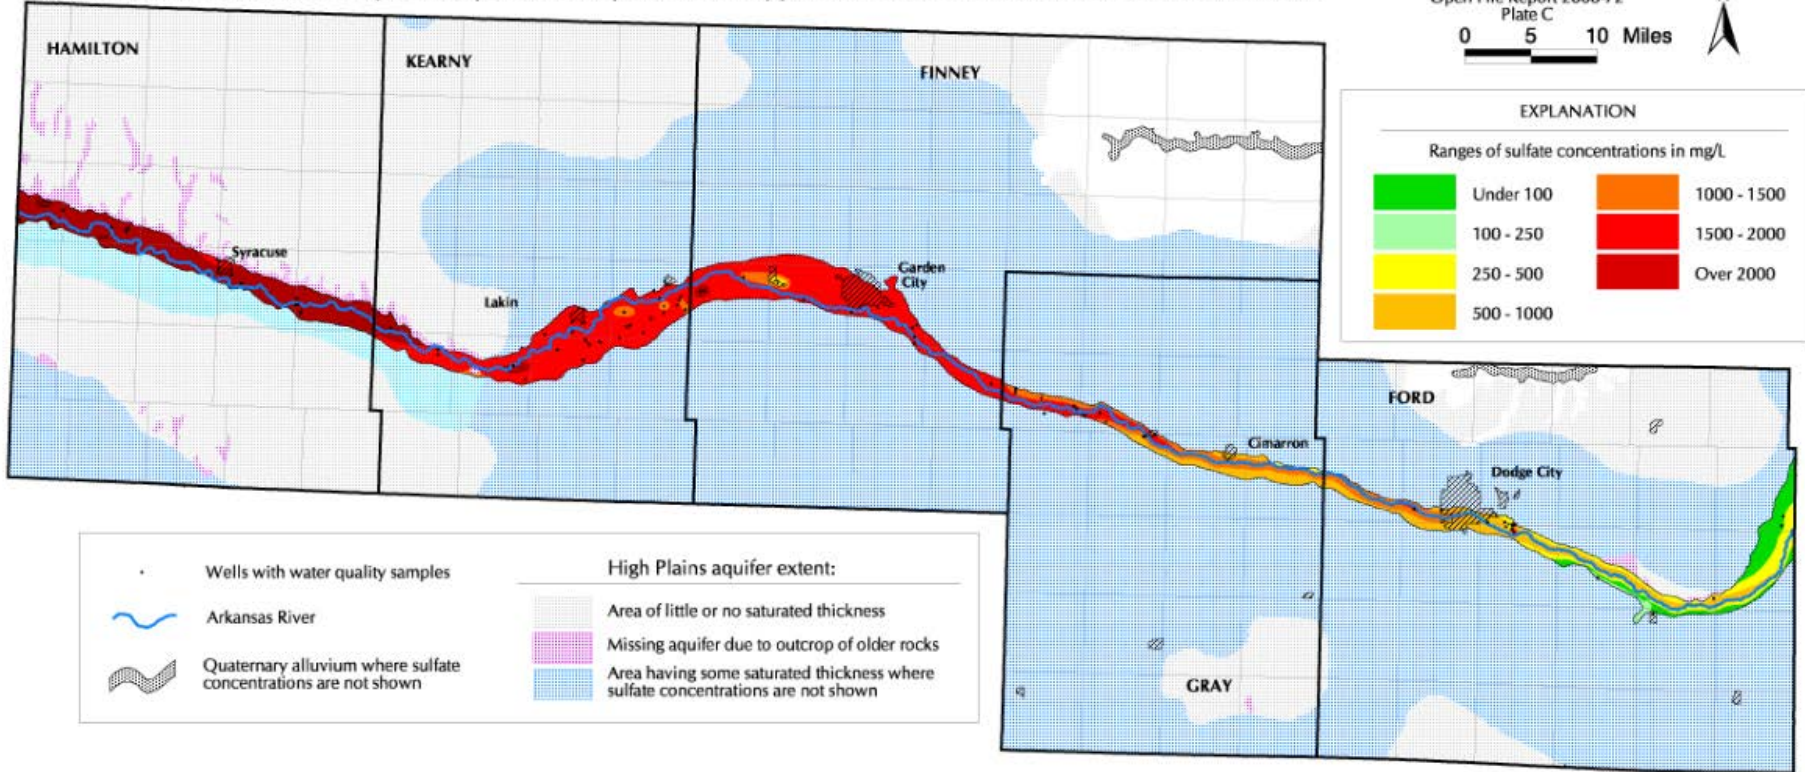 Plate C
0 5 10 Miles
HAMILTON
KEARNY
FINNEY
EXPLANATION
Ranges of sulfate concentrations in mg/L
Under 100
1000 - 1500
100 - 250
1500 - 2000
250 - 500
Over 2000
500 - 1000
Syracuse
Lakin
Garden
City
FORD
Cimarron
Dodge City
GRAY
Wells with water quality samples
Arkansas River
Quaternary alluvium where sulfate
concentrations are not shown
High Plains aquifer extent:
Area of little or no saturated thickness
Missing aquifer due to outcrop of older rocks
Area having some saturated thickness where
sulfate concentrations are not shown